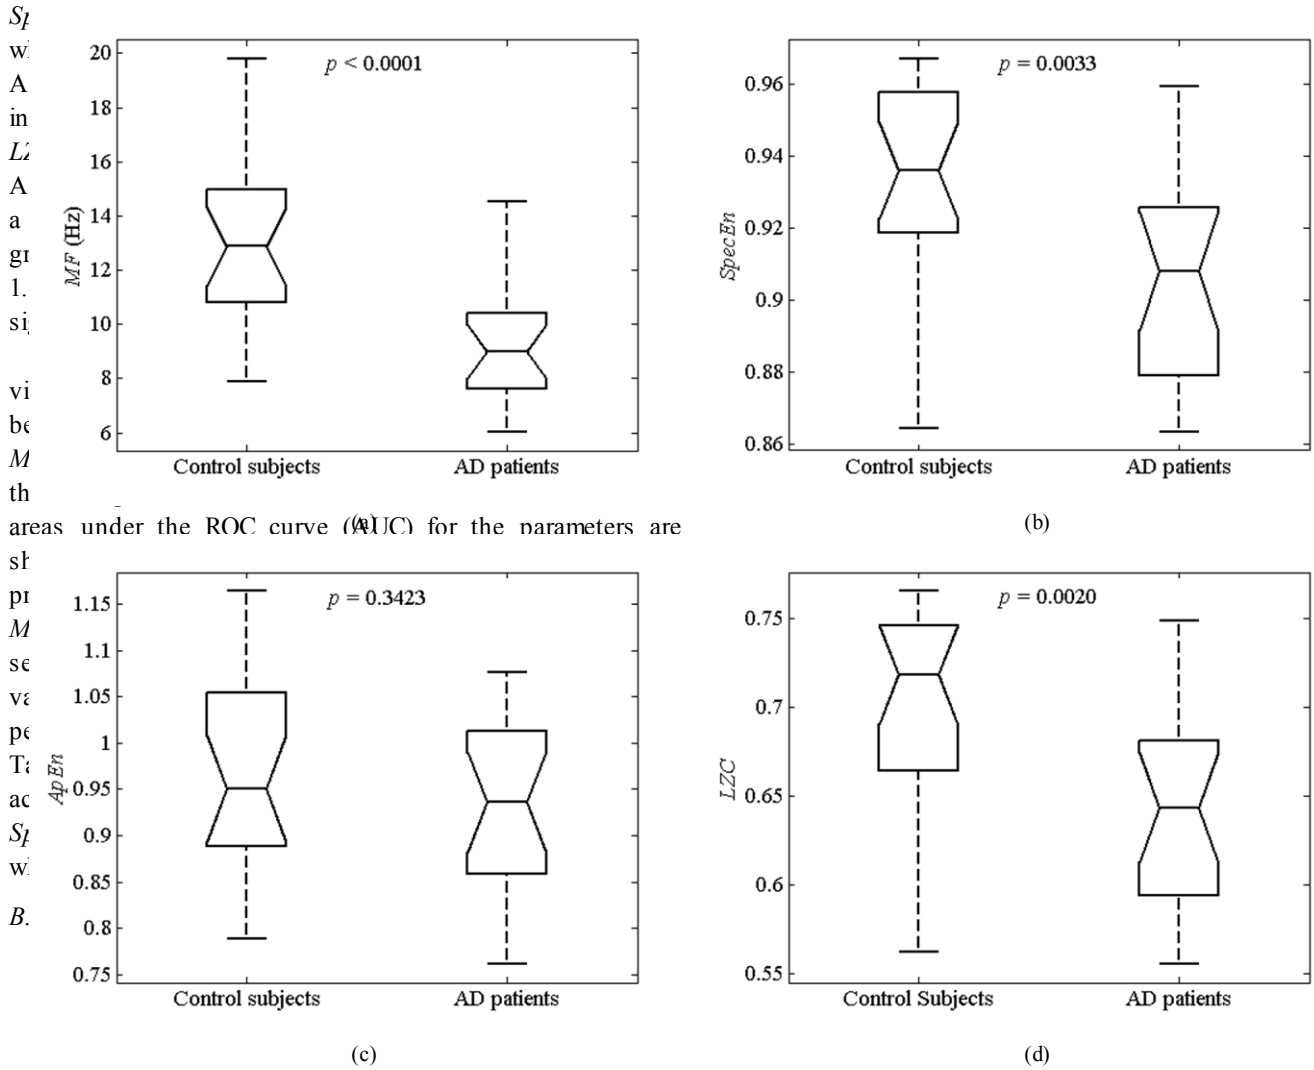 p < 0.0001
20
18
16
14
12
10
8
6
MF (Hz)
Control subjects
AD patients
p = 0.0033
0.96
0.94
0.92
0.9
0.88
0.86
SpecEn
Control subjects
AD patients
areas under the ROC curve (AUC) for the parameters are
(a)
(b)
p = 0.3423
1.15
1.1
1.05
1
0.95
0.9
0.85
0.8
0.75
ApEn
Control subjects
AD patients
p = 0.0020
0.75
0.7
0.65
0.6
0.55
LZC
Control Subjects
AD patients
(c)
(d)
1.
B.